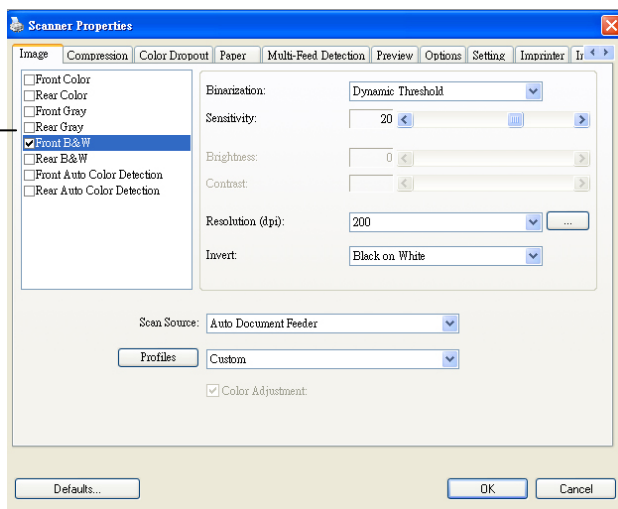 Scanner Properties
Image Compression Color Dropout Paper Multi-Feed Detection Preview Options Setting Imprinter
Front Color
Rear Color
Front Gray
Rear Gray
Front B&W
Rear B&W
Front Auto Color Detection
Rear Auto Color Detection
Binarization: Dynamic Threshold
Sensitivity: 20
Brightness: 0
Contrast:
Resolution (dpi): 200 ...
Invert: Black on White
Scan Source: Auto Document Feeder
Profiles Custom
Color Adjustment:
Defaults... OK Cancel